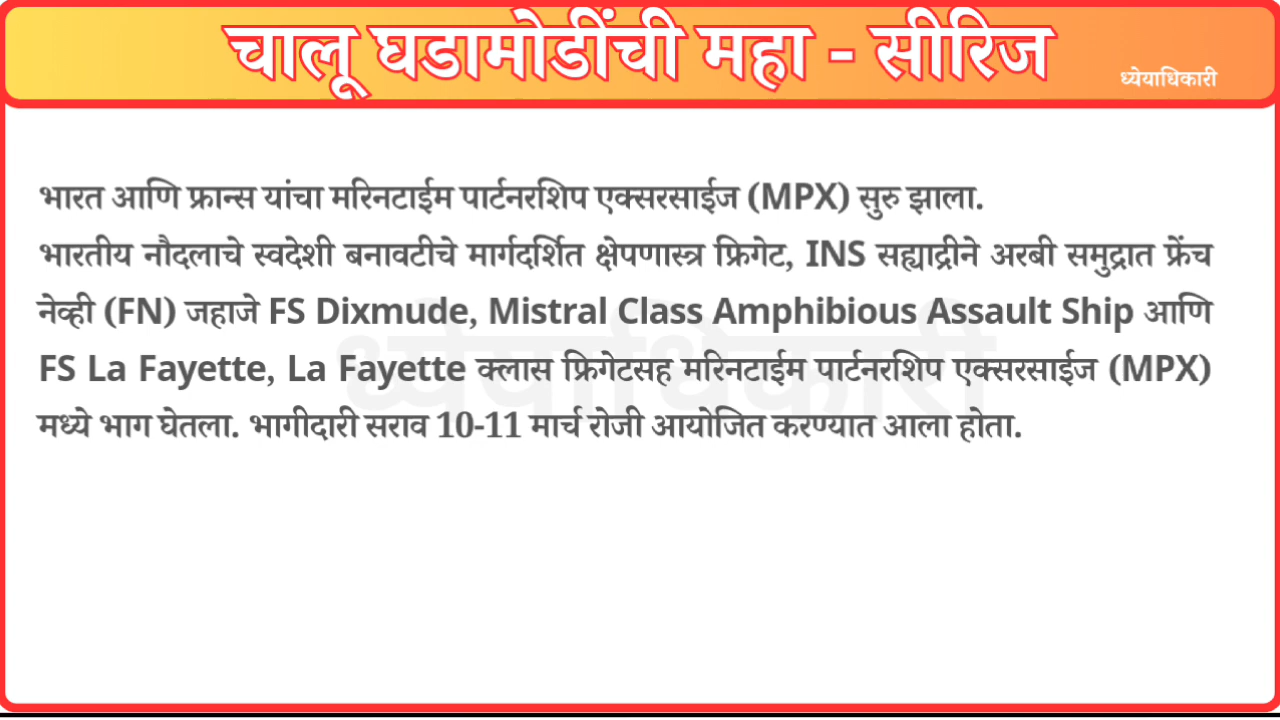 चालू घडामोडींची महा - सीरिज
ध्येयाधिकारी
भारत आणि फ्रान्स यांचा मरिनटाईम पार्टनरशिप एक्सरसाईज (MPX) सुरु झाला.
भारतीय नौदलाचे स्वदेशी बनावटीचे मार्गदर्शित क्षेपणास्त्र फ्रिगेट, INS सह्याद्रीने अरबी समुद्रात फ्रेंच
नेव्ही (FN) जहाजे FS Dixmude, Mistral Class Amphibious Assault Ship आणि
FS La Fayette, La Fayette क्लास फ्रिगेटसह मरिनटाईम पार्टनरशिप एक्सरसाईज (MPX)
मध्ये भाग घेतला. भागीदारी सराव 10-11 मार्च रोजी आयोजित करण्यात आला होता.
ध्येयाधिकारी